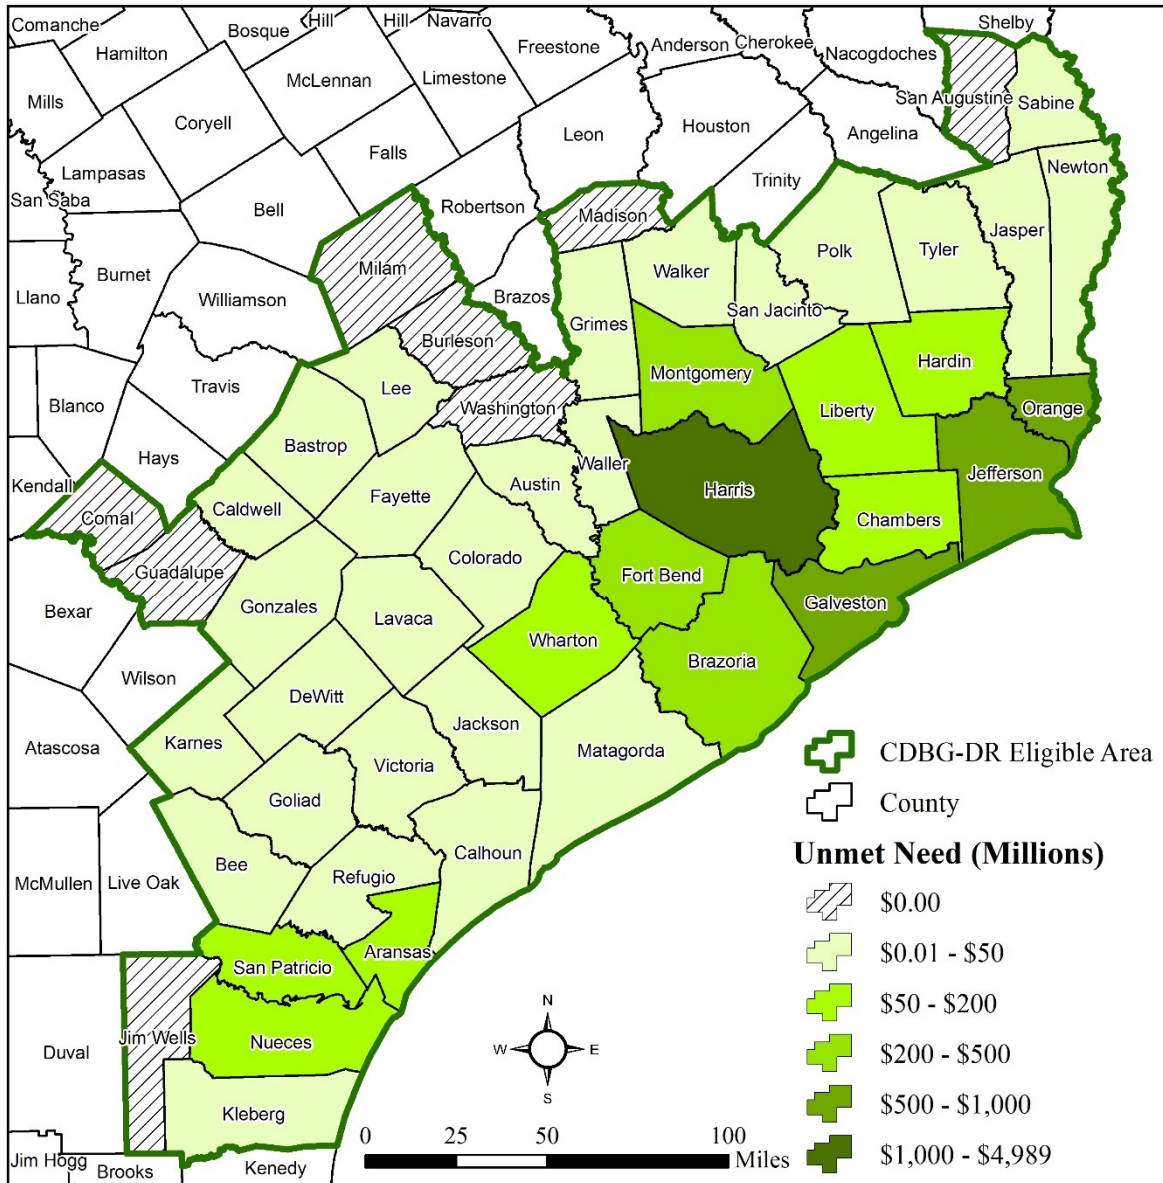 Comanche
Hamilton
Bosque
Hill
Hill
Navarro
Freestone
Anderson
Cherokee
Nacogdoches
Shelby
Mills
Coryell
McLennan
Limestone
Leon
Houston
Angelina
San Augustine
Sabine
Lampasas
Falls
Trinity
Newton
San Saba
Bell
Robertson
Madison
Jasper
Burnet
Milam
Walker
Polk
Tyler
Llano
Williamson
Brazos
Grimes
San Jacinto
Burleson
Hardin
Travis
Lee
Montgomery
Blanco
Washington
Liberty
Orange
Hays
Bastrop
Waller
Jefferson
Kendall
Fayette
Austin
Harris
Comal
Caldwell
Chambers
Guadalupe
Colorado
Fort Bend
Bexar
Gonzales
Lavaca
Galveston
Wharton
Brazoria
Wilson
DeWitt
Jackson
Atascosa
Karnes
Victoria
Matagorda
Goliad
Calhoun
McMullen
Live Oak
Bee
Refugio
Aransas
San Patricio
Duval
Jim Wells
Nueces
Kleberg
Jim Hogg
Brooks
Kenedy
CDBG-DR Eligible Area
County
Unmet Need (Millions)
$0.00
$0.01 - $50
$50 - $200
$200 - $500
$500 - $1,000
$1,000 - $4,989
N
W E
S
0 25 50 100
Miles